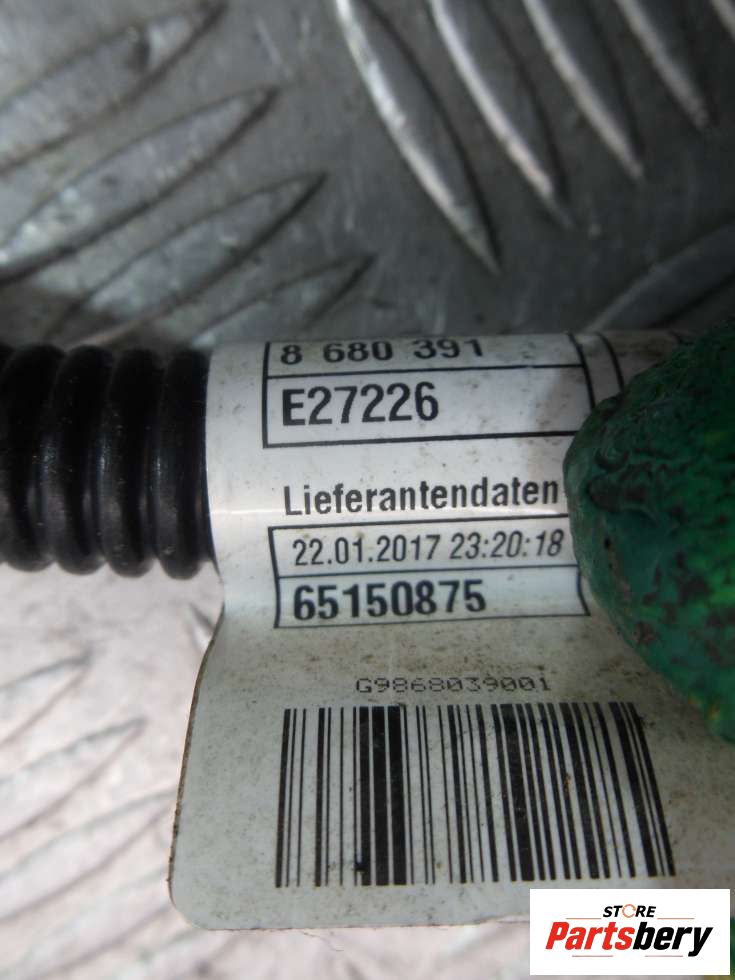 8 680 391
E27226
Lieferantendaten
22.01.2017 23:20:18
65150875
G9868039001
STORE
Partsbery